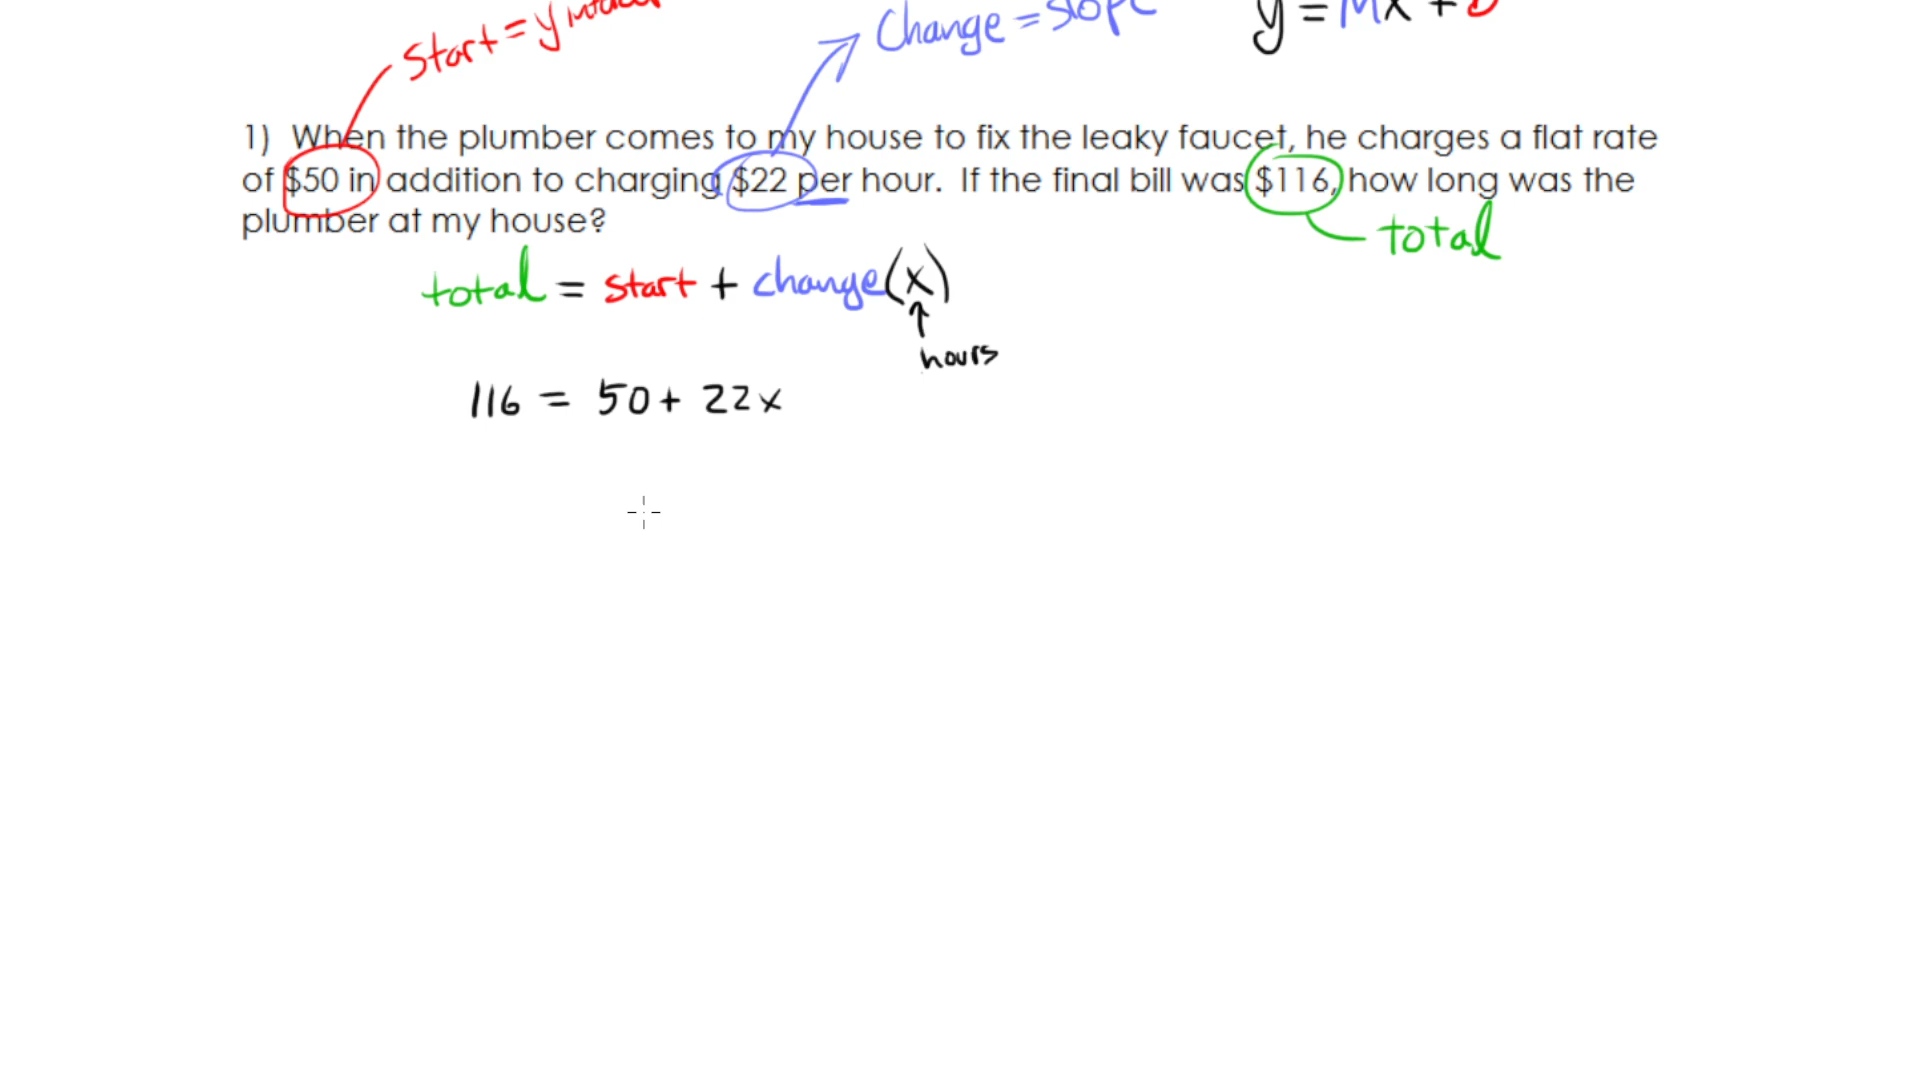 Start = y
Change = slope
y = Mx + b
1) When the plumber comes to my house to fix the leaky faucet, he charges a flat rate
of $50 in addition to charging $22 per hour. If the final bill was $116, how long was the
plumber at my house?
total
total = start + change(x)
hours
116 = 50 + 22x